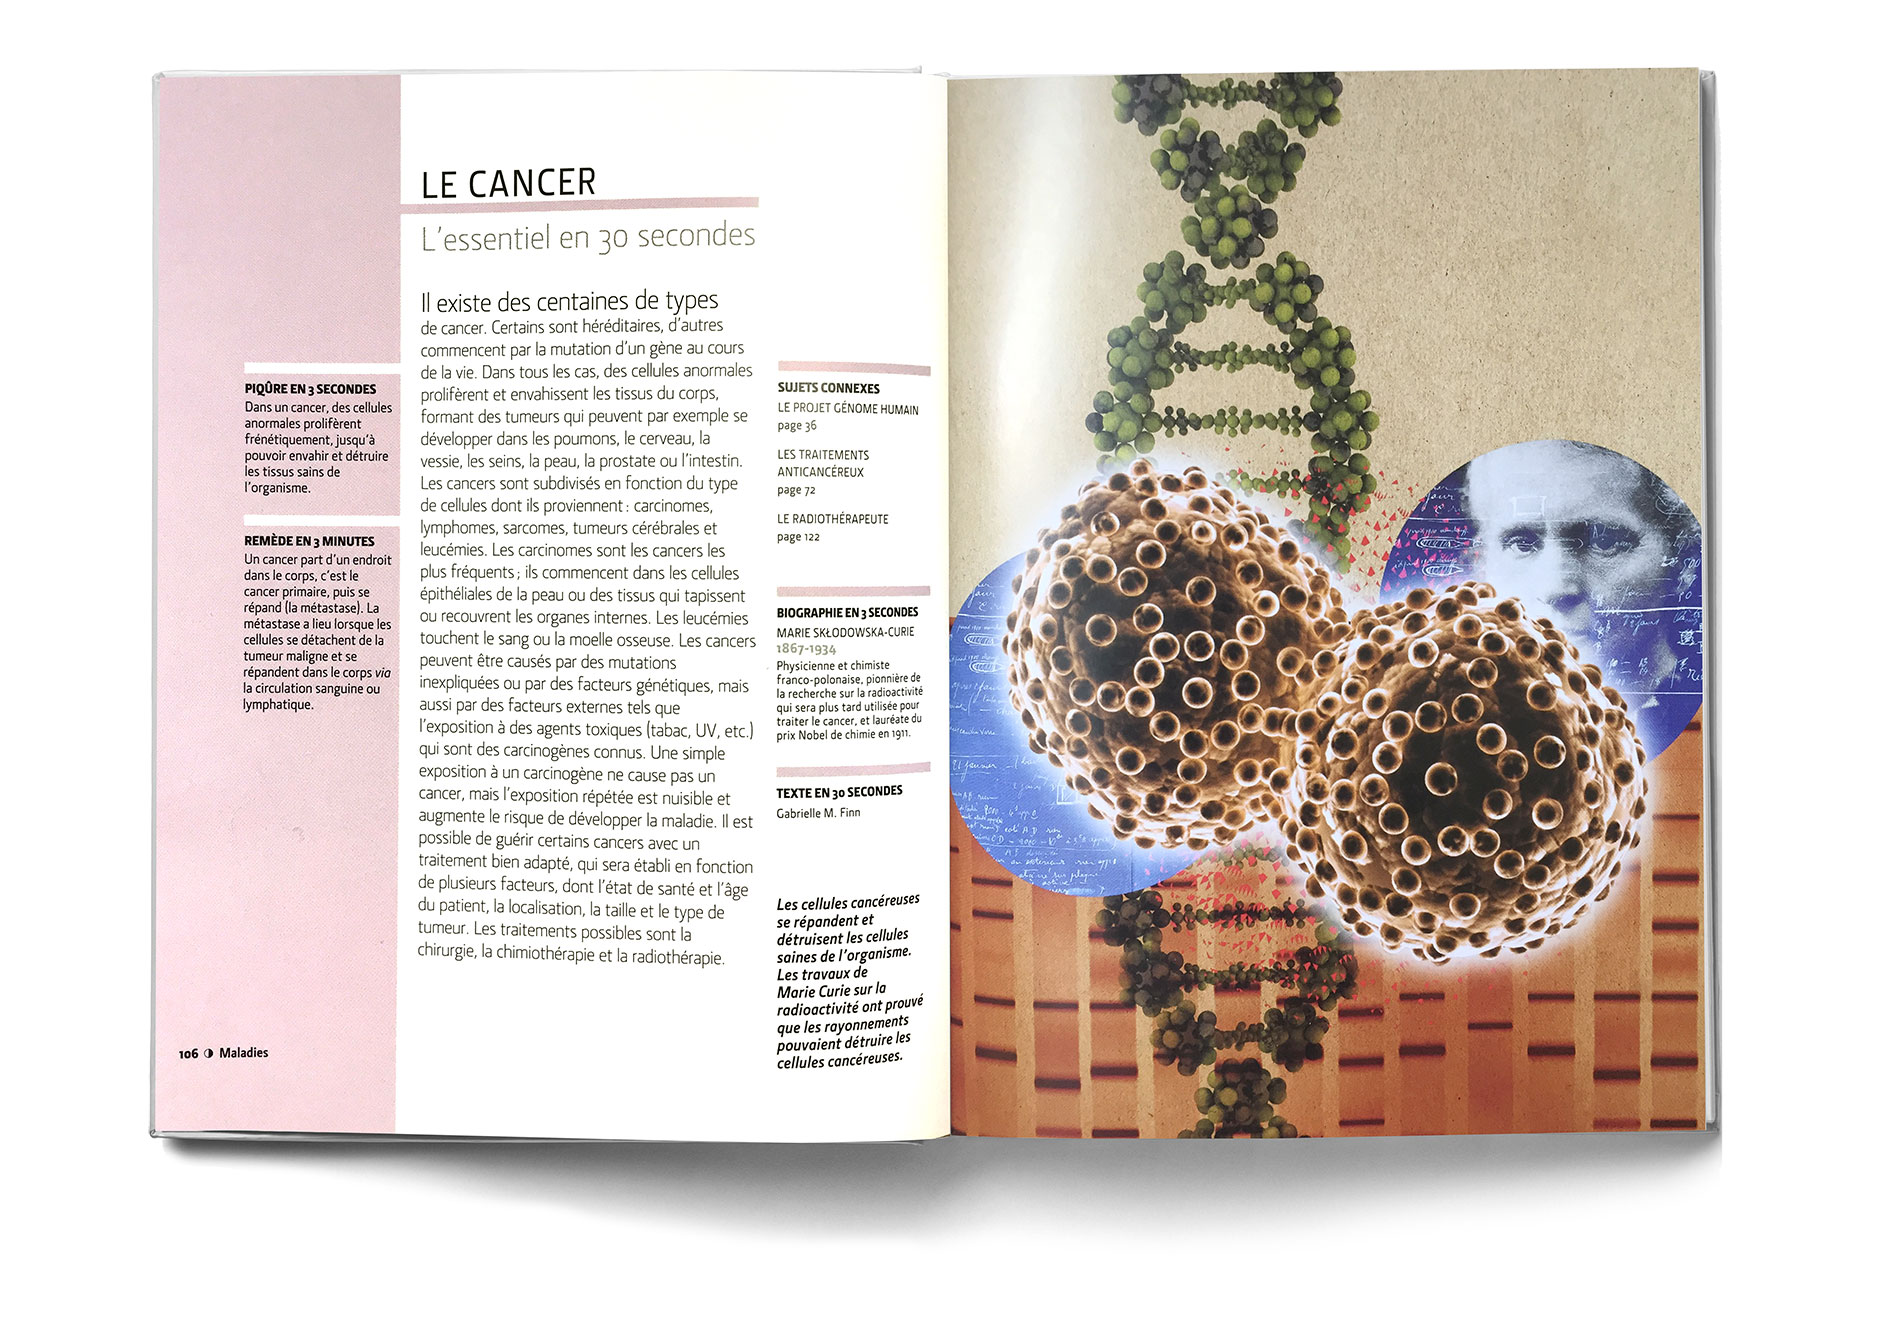 LE CANCER
L'essentiel en 30 secondes
Il existe des centaines de types
de cancer. Certains sont héréditaires, d'autres
commencent par la mutation d'un gène au cours
de la vie. Dans tous les cas, des cellules anormales
prolifèrent et envahissent les tissus du corps,
formant des tumeurs qui peuvent par exemple se
développer dans les poumons, le cerveau, la
vessie, les seins, la peau, la prostate ou l'intestin.
Les cancers sont subdivisés en fonction du type
de cellules dont ils proviennent : carcinomes,
lymphomes, sarcomes, tumeurs cérébrales et
leucémies. Les carcinomes sont les cancers les
plus fréquents ; ils commencent dans les cellules
épithéliales de la peau ou des tissus qui tapissent
ou recouvrent les organes internes. Les leucémies
touchent le sang ou la moelle osseuse. Les cancers
peuvent être causés par des mutations
inexpliquées ou par des facteurs génétiques, mais
aussi par des facteurs externes tels que
l'exposition à des agents toxiques (tabac, UV, etc.)
qui sont des carcinogènes connus. Une simple
exposition à un carcinogène ne cause pas un
cancer, mais l'exposition répétée est nuisible et
augmente le risque de développer la maladie. Il est
possible de guérir certains cancers avec un
traitement bien adapté, qui sera établi en fonction
de plusieurs facteurs, dont l'état de santé et l'âge
du patient, la localisation, la taille et le type de
tumeur. Les traitements possibles sont la
chirurgie, la chimiothérapie et la radiothérapie.
PIQÛRE EN 3 SECONDES
Dans un cancer, des cellules
anormales prolifèrent
frénétiquement, jusqu'à
pouvoir envahir et détruire
les tissus sains de
l'organisme.
REMÈDE EN 3 MINUTES
Un cancer part d'un endroit
dans le corps, c'est le
cancer primaire, puis se
répand (la métastase). La
métastase a lieu lorsque les
cellules se détachent de la
tumeur maligne et se
répandent dans le corps via
la circulation sanguine ou
lymphatique.
SUJETS CONNEXES
LE PROJET GÉNOME HUMAIN
page 36
LES TRAITEMENTS
ANTICANCÉREUX
page 72
LE RADIOTHÉRAPEUTE
page 122
BIOGRAPHIE EN 3 SECONDES
MARIE SKŁODOWSKA-CURIE
1867-1934
Physicienne et chimiste
franco-polonaise, pionnière de
la recherche sur la radioactivité
qui sera plus tard utilisée pour
traiter le cancer, et lauréate du
prix Nobel de chimie en 1911.
TEXTE EN 30 SECONDES
Gabrielle M. Finn
Les cellules cancéreuses
se répandent et
détruisent les cellules
saines de l'organisme.
Les travaux de
Marie Curie sur la
radioactivité ont prouvé
que les rayonnements
pouvaient détruire les
cellules cancéreuses.
106 Maladies